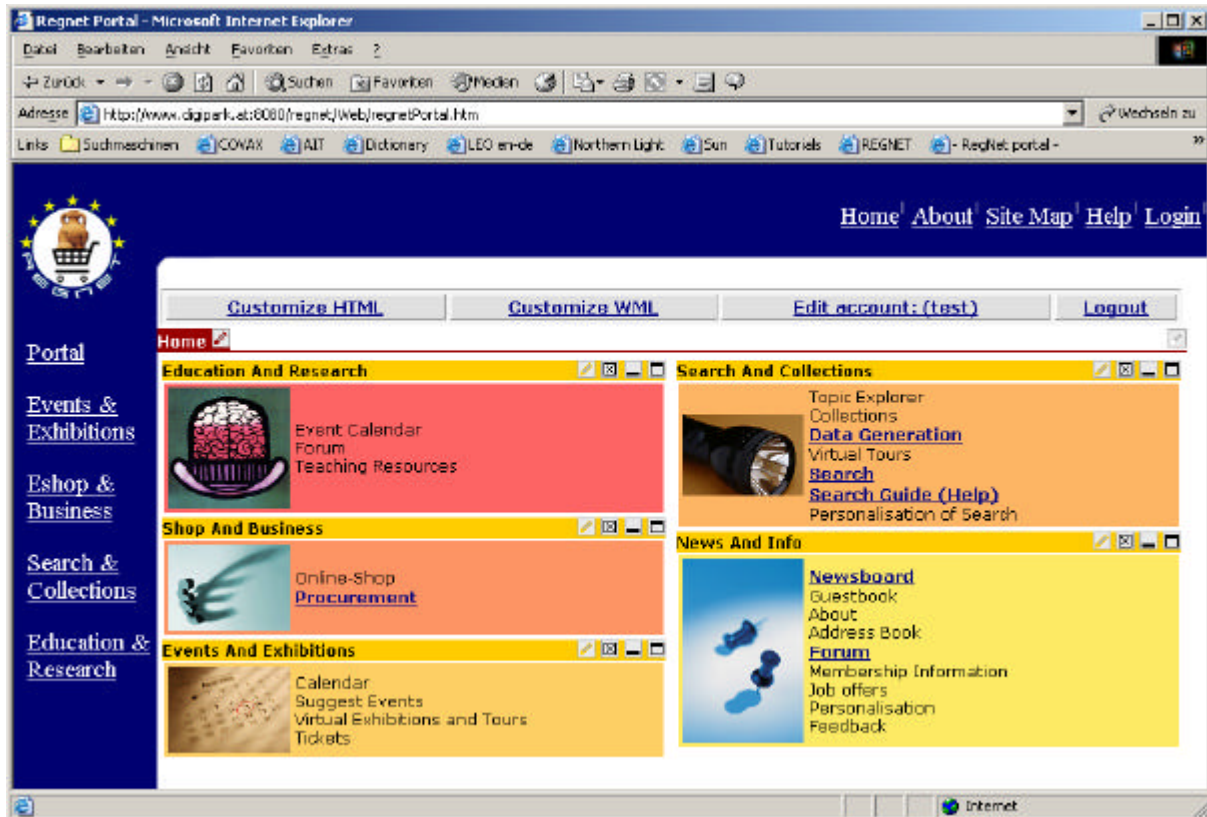 Regnet Portal - Microsoft Internet Explorer
Datei Bearbeiten Ansicht Favoriten Extras ?
Zurück Suchen Favoriten Medien
Adresse http://www.digipark.at:8080/regnet/Web/regnetPortal.htm Wechseln zu
Links Suchmaschinen COVAX AIT Dictionary LEO en-de Northern Light Sun Tutorials REGNET - RegNet portal - »
Home About Site Map Help Login
REGNET
Customize HTML Customize WML Edit account: (test) Logout
Home
Portal
Events &
Exhibitions
Eshop &
Business
Search &
Collections
Education &
Research
Education And Research
Event Calendar
Forum
Teaching Resources
Shop And Business
Online-Shop
Procurement
Events And Exhibitions
Calendar
Suggest Events
Virtual Exhibitions and Tours
Tickets
Search And Collections
Topic Explorer
Collections
Data Generation
Virtual Tours
Search
Search Guide (Help)
Personalisation of Search
News And Info
Newsboard
Guestbook
About
Address Book
Forum
Membership Information
Job offers
Personalisation
Feedback
Internet